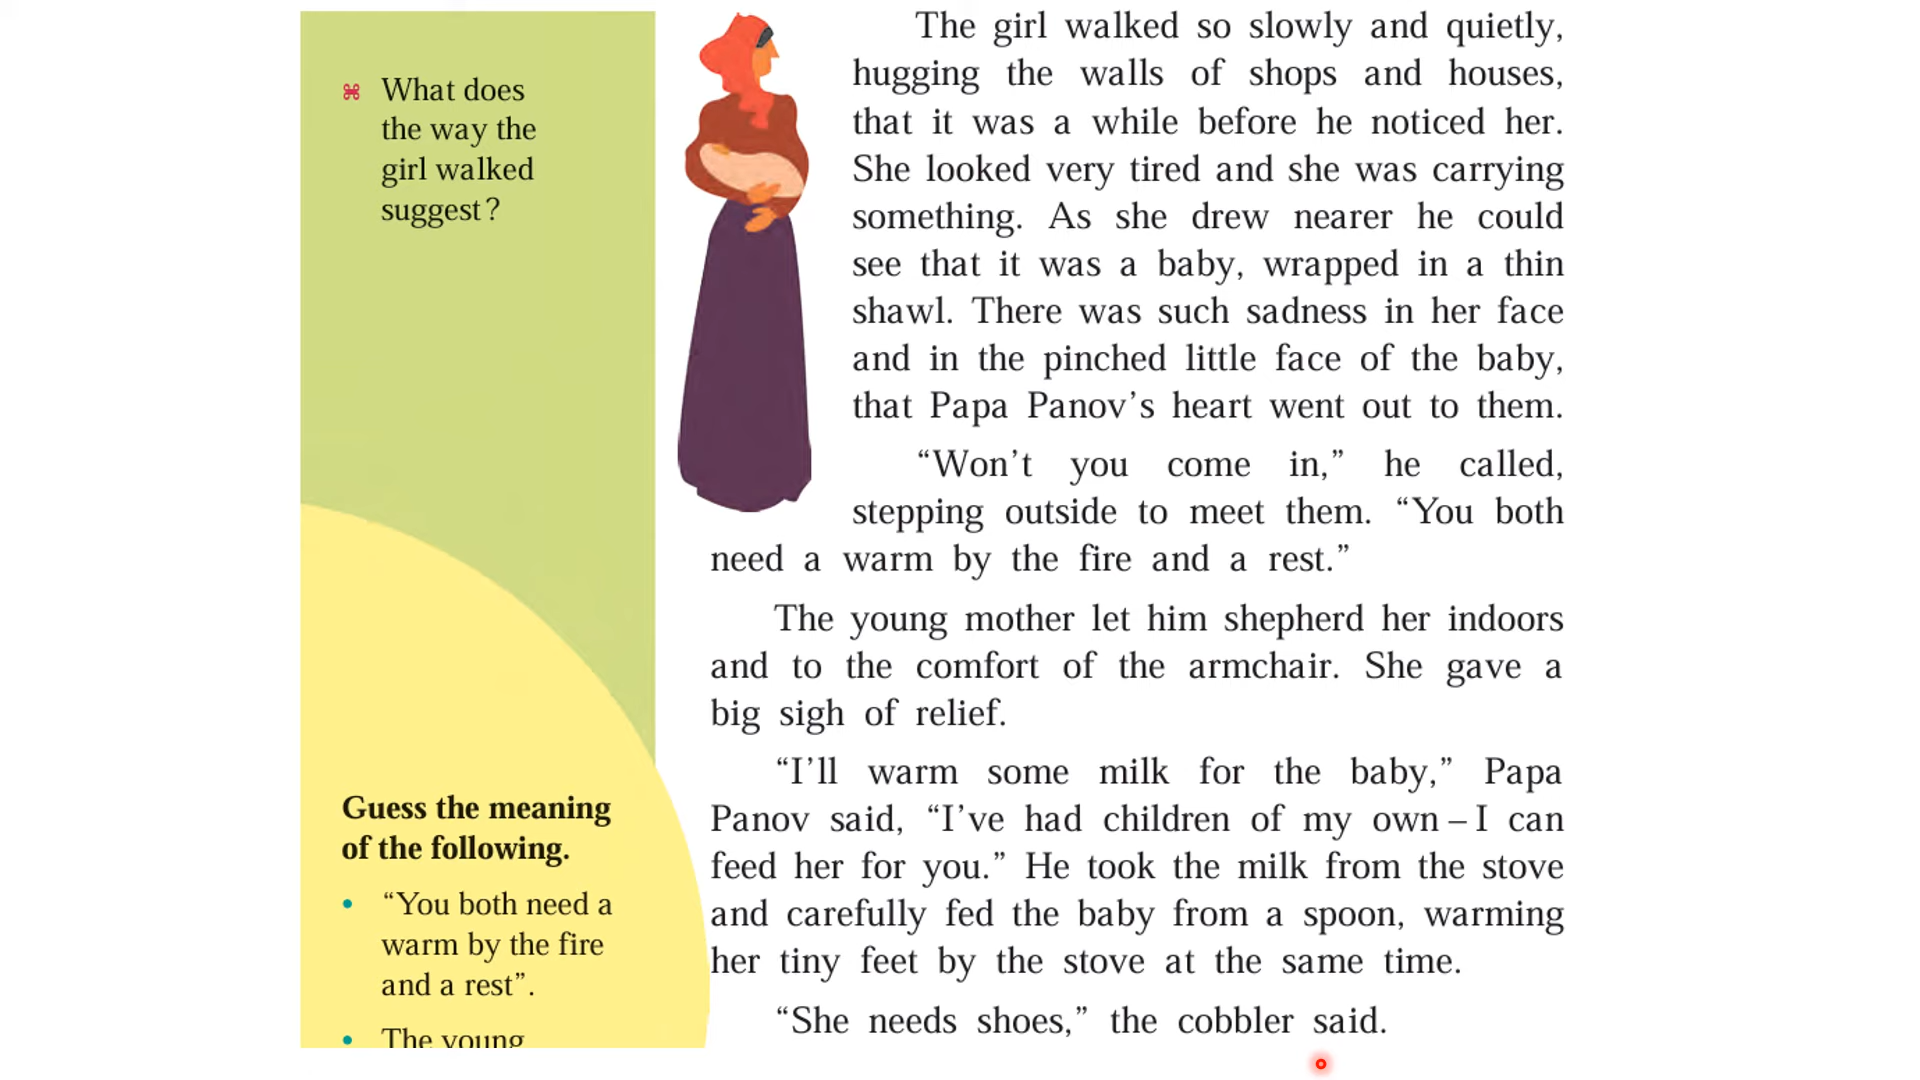 What does
the way the
girl walked
suggest?
Guess the meaning
of the following.
“You both need a
warm by the fire
and a rest”.
The young
The girl walked so slowly and quietly,
hugging the walls of shops and houses,
that it was a while before he noticed her.
She looked very tired and she was carrying
something. As she drew nearer he could
see that it was a baby, wrapped in a thin
shawl. There was such sadness in her face
and in the pinched little face of the baby,
that Papa Panov’s heart went out to them.
“Won’t you come in,” he called,
stepping outside to meet them. “You both
need a warm by the fire and a rest.”
The young mother let him shepherd her indoors
and to the comfort of the armchair. She gave a
big sigh of relief.
“I’ll warm some milk for the baby,” Papa
Panov said, “I’ve had children of my own – I can
feed her for you.” He took the milk from the stove
and carefully fed the baby from a spoon, warming
her tiny feet by the stove at the same time.
“She needs shoes,” the cobbler said.